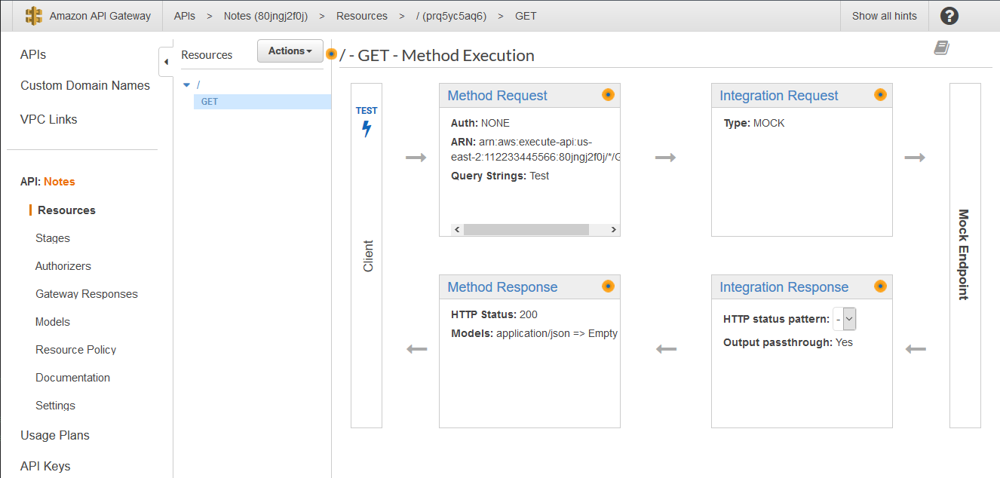 Amazon API Gateway
APIs > Notes (80jngj2f0j) > Resources > / (prq5yc5aq6) > GET
Show all hints
?
APIs
Custom Domain Names
VPC Links
API: Notes
Resources
Stages
Authorizers
Gateway Responses
Models
Resource Policy
Documentation
Settings
Usage Plans
API Keys
Resources
Actions
/
GET
/ - GET - Method Execution
TEST
Client
Method Request
Auth: NONE
ARN: arn:aws:execute-api:us-
east-2:112233445566:80jngj2f0j/*/G
Query Strings: Test
Integration Request
Type: MOCK
Method Response
HTTP Status: 200
Models: application/json => Empty
Integration Response
HTTP status pattern: -
Output passthrough: Yes
Mock Endpoint